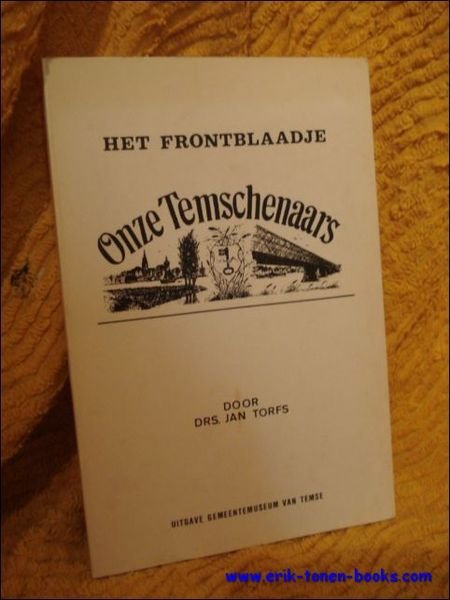 HET FRONTBLAADJE
Onze Temschenaars
DOOR
DRS. JAN TORFS
UITGAVE GEMEENTEMUSEUM VAN TEMSE
www.erik-tonen-books.com